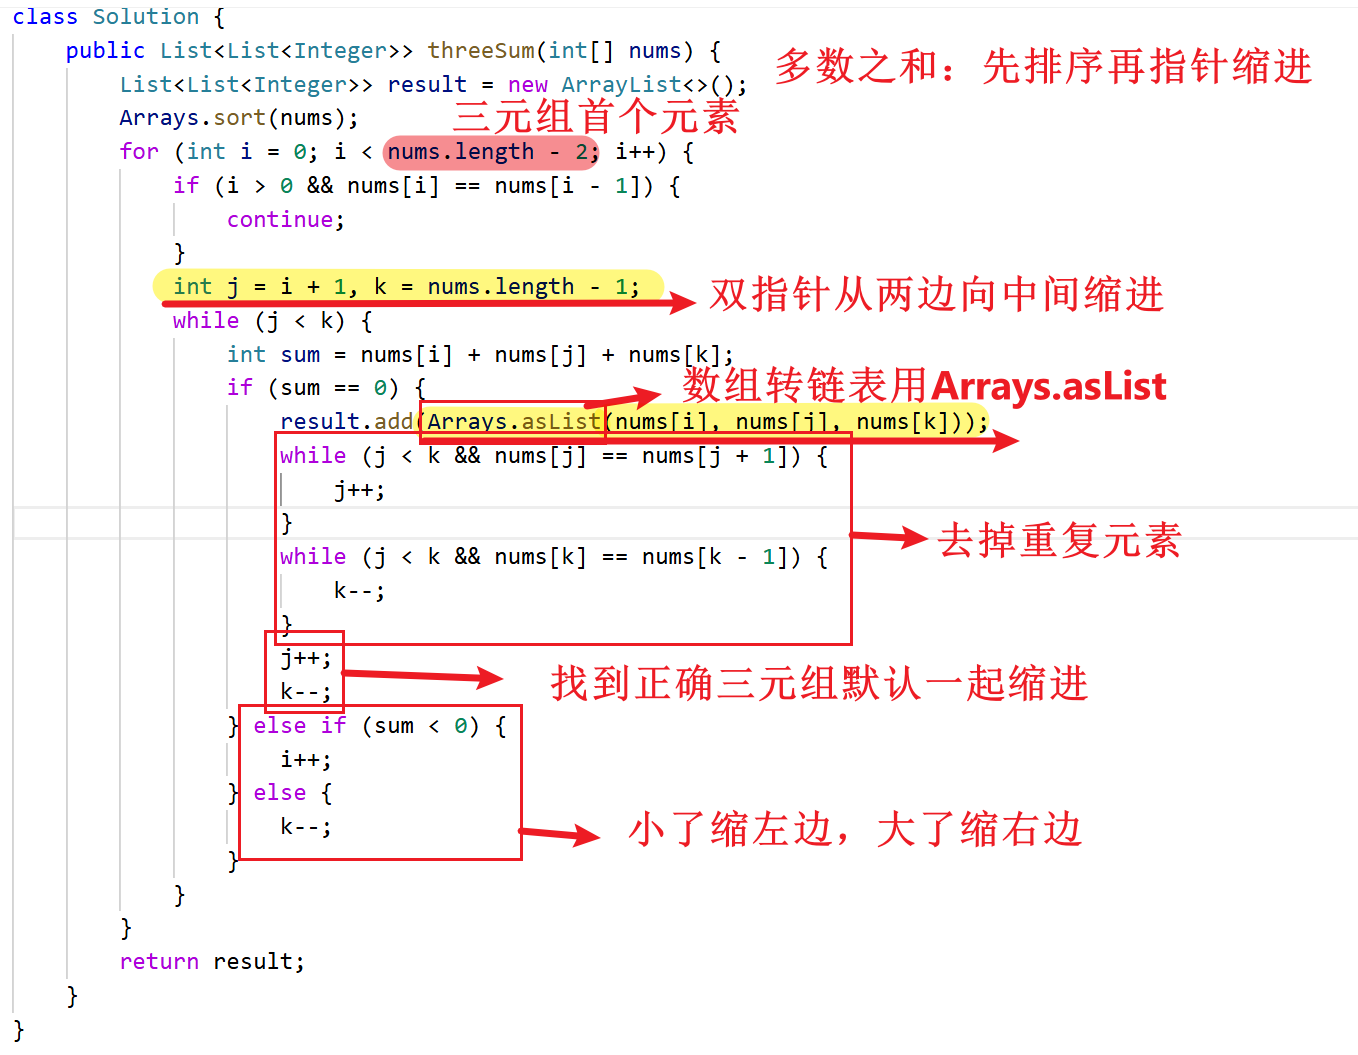 class Solution {
public List<List<Integer>> threeSum(int[] nums) {
多数之和：先排序再指针缩进
List<List<Integer>> result = new ArrayList<>();
三元组首个元素
Arrays.sort(nums);
for (int i = 0; i < nums.length - 2; i++) {
if (i > 0 && nums[i] == nums[i - 1]) {
continue;
}
int j = i + 1, k = nums.length - 1;
双指针从两边向中间缩进
while (j < k) {
int sum = nums[i] + nums[j] + nums[k];
if (sum == 0) {
数组转链表用Arrays.asList
result.add(Arrays.asList(nums[i], nums[j], nums[k]));
while (j < k && nums[j] == nums[j + 1]) {
j++;
}
去掉重复元素
while (j < k && nums[k] == nums[k - 1]) {
k--;
}
j++;
找到正确三元组默认一起缩进
k--;
} else if (sum < 0) {
i++;
} else {
k--;
小了缩左边，大了缩右边
}
}
}
return result;
}
}